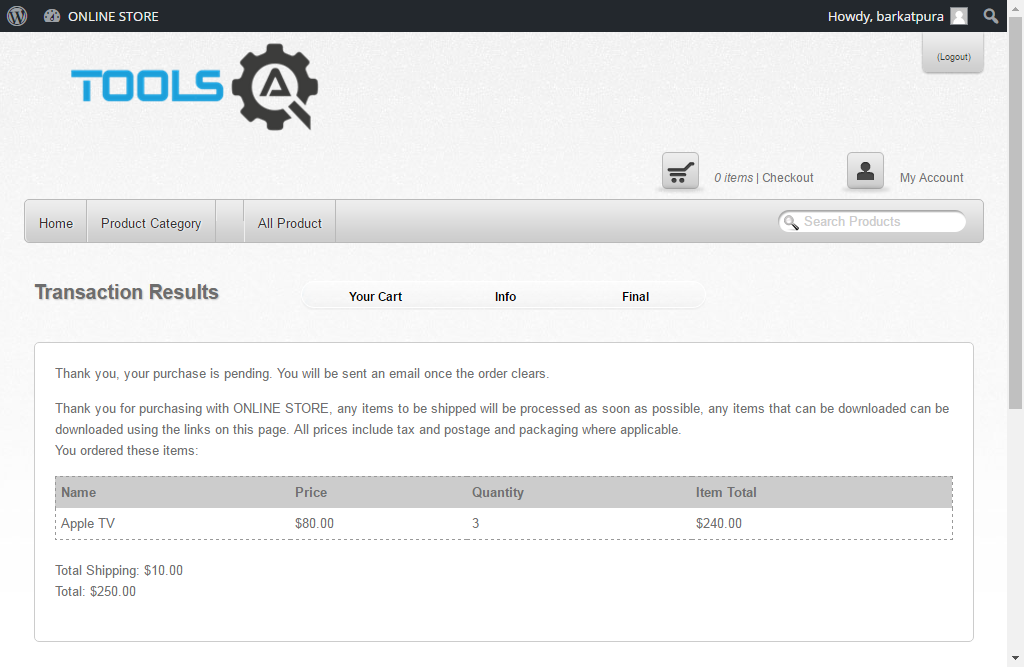 ONLINE STORE Howdy, barkatpura
(Logout)
TOOLS QA
0 items | Checkout My Account
Home Product Category All Product Search Products
Transaction Results Your Cart Info Final
Thank you, your purchase is pending. You will be sent an email once the order clears.
Thank you for purchasing with ONLINE STORE, any items to be shipped will be processed as soon as possible, any items that can be downloaded can be
downloaded using the links on this page. All prices include tax and postage and packaging where applicable.
You ordered these items:
Name Price Quantity Item Total
Apple TV $80.00 3 $240.00
Total Shipping: $10.00
Total: $250.00